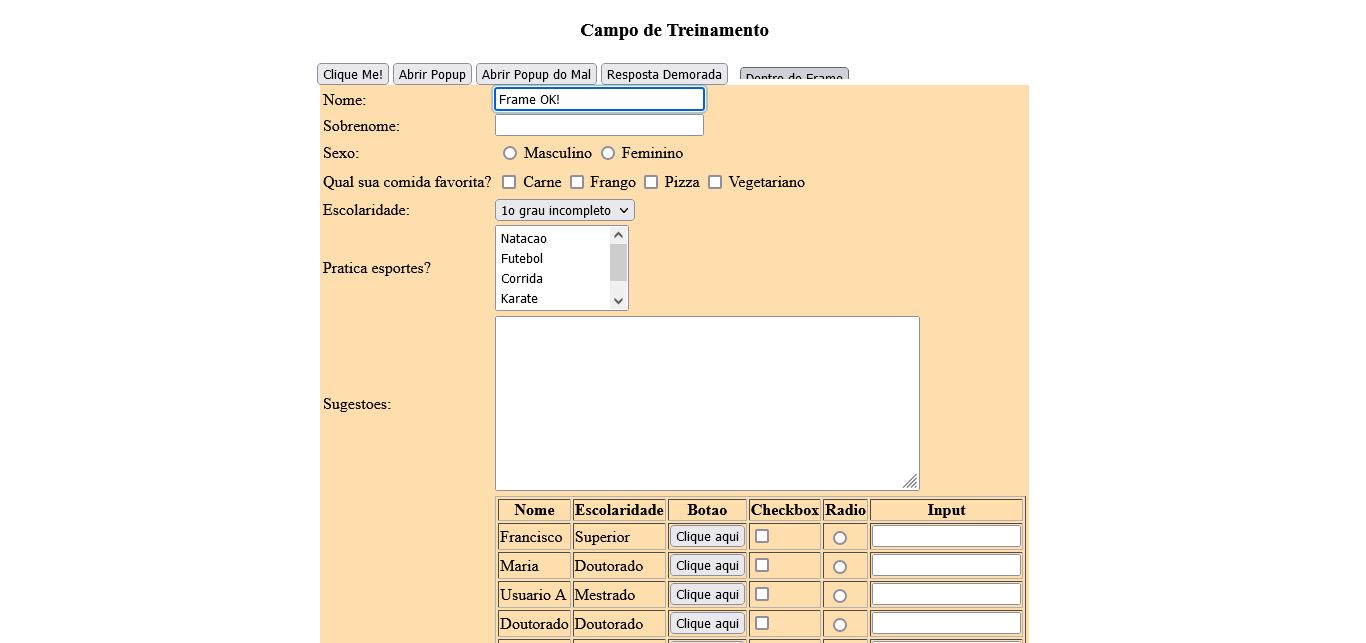 Campo de Treinamento
Clique Me! Abrir Popup Abrir Popup do Mal Resposta Demorada Dentro do Frame
Nome: Frame OK!
Sobrenome:
Sexo: Masculino Feminino
Qual sua comida favorita? Carne Frango Pizza Vegetariano
Escolaridade: 1o grau incompleto
Natacao
Futebol
Pratica esportes?
Corrida
Karate
Sugestoes:
Nome Escolaridade Botao Checkbox Radio Input
Francisco Superior Clique aqui
Maria Doutorado Clique aqui
Usuario A Mestrado Clique aqui
Doutorado Doutorado Clique aqui